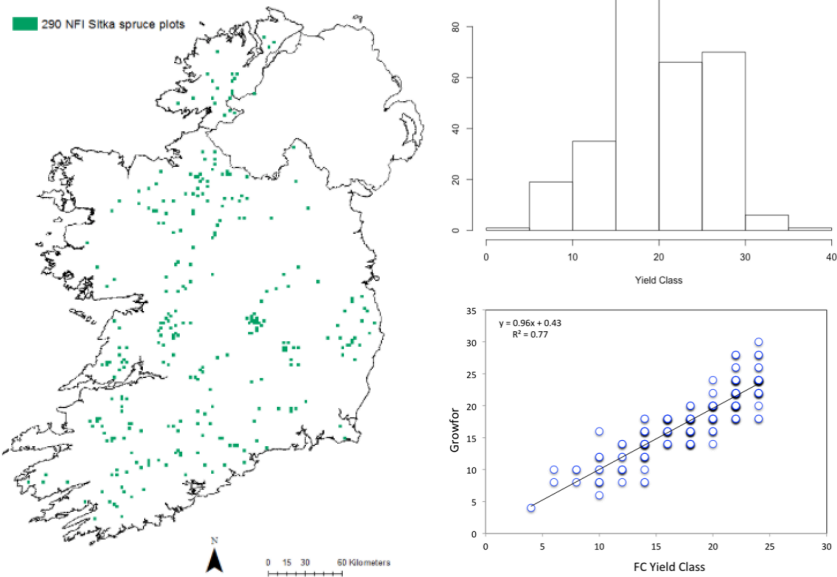 290 NFI Sitka spruce plots
N
0 15 30 60 Kilometers
80
60
40
20
0
0 10 20 30 40
Yield Class
y = 0.96x + 0.43
R² = 0.77
35
30
25
20
15
10
5
0
Growfor
0 5 10 15 20 25 30
FC Yield Class